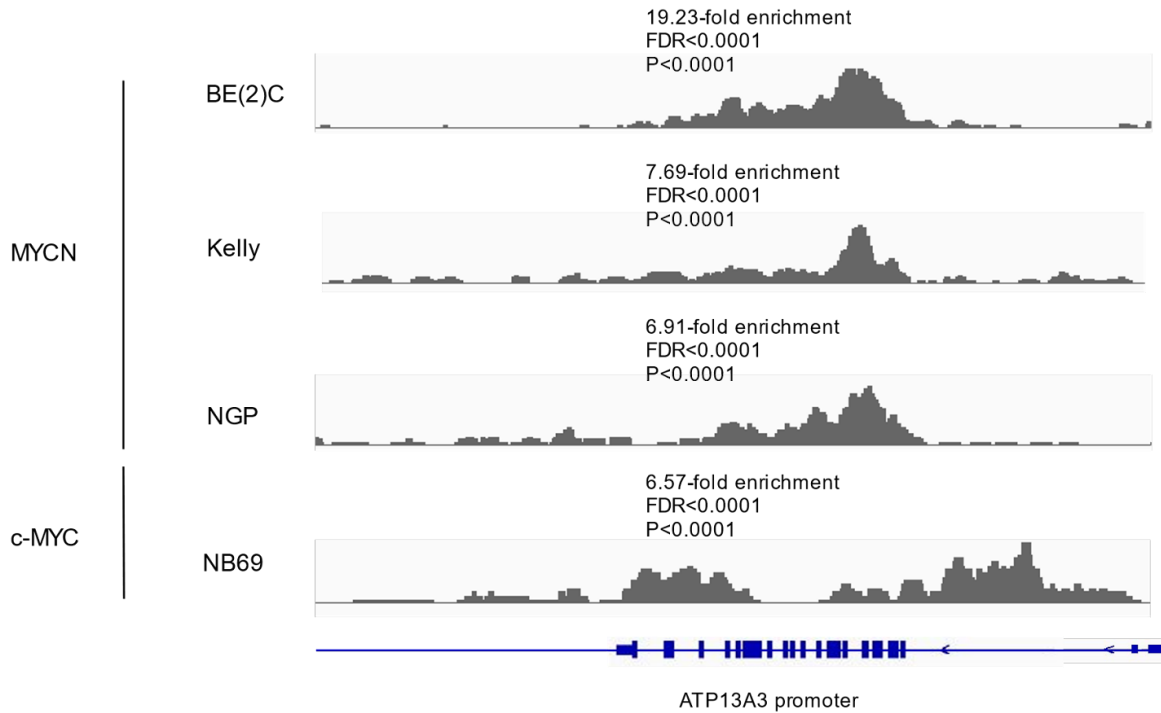 19.23-fold enrichment
FDR<0.0001
P<0.0001
BE(2)C
7.69-fold enrichment
FDR<0.0001
P<0.0001
MYCN
Kelly
6.91-fold enrichment
FDR<0.0001
P<0.0001
NGP
6.57-fold enrichment
FDR<0.0001
P<0.0001
c-MYC
NB69
ATP13A3 promoter